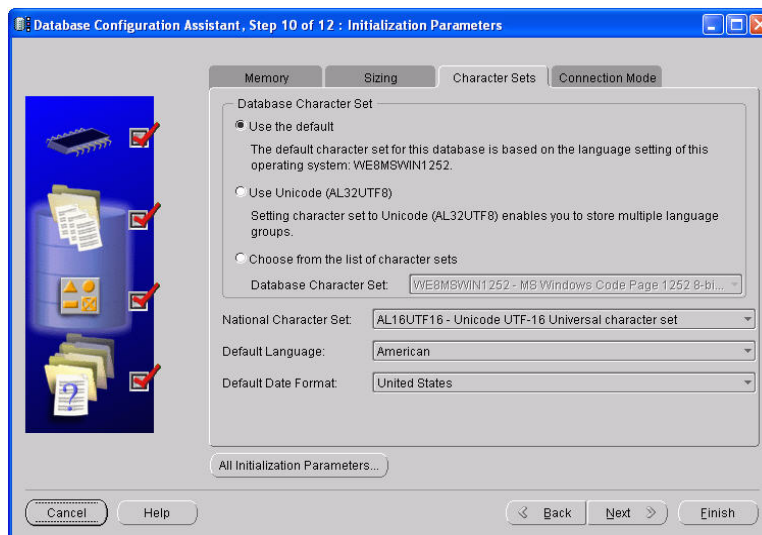 Database Configuration Assistant, Step 10 of 12 : Initialization Parameters
Memory
Sizing
Character Sets
Connection Mode
Database Character Set
Use the default
The default character set for this database is based on the language setting of this
operating system: WE8MSWIN1252.
Use Unicode (AL32UTF8)
Setting character set to Unicode (AL32UTF8) enables you to store multiple language
groups.
Choose from the list of character sets
Database Character Set: WE8MSWIN1252 - MS Windows Code Page 1252 8-bi...
National Character Set: AL16UTF16 - Unicode UTF-16 Universal character set
Default Language: American
Default Date Format: United States
?
All Initialization Parameters...
Cancel
Help
Back
Next
Finish